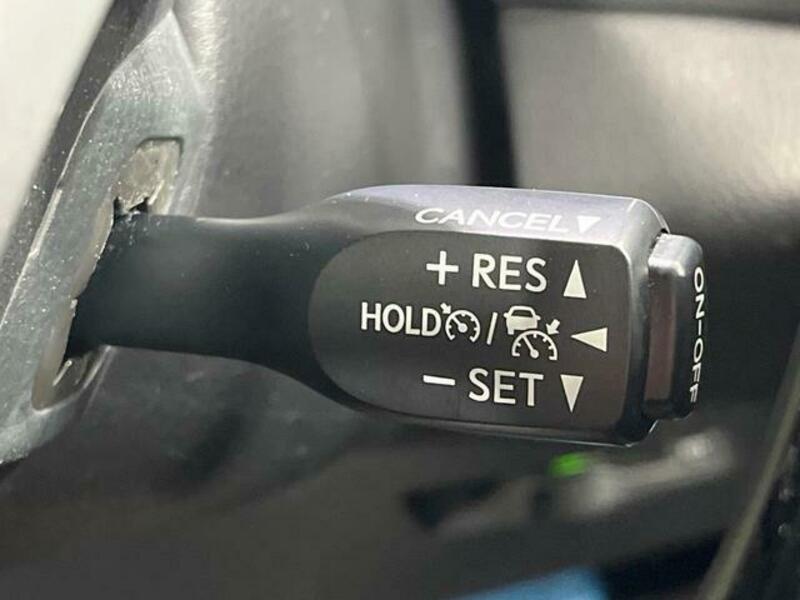 CANCEL▼
+ RES ▲
HOLD / ◀
− SET ▼
ON-OFF